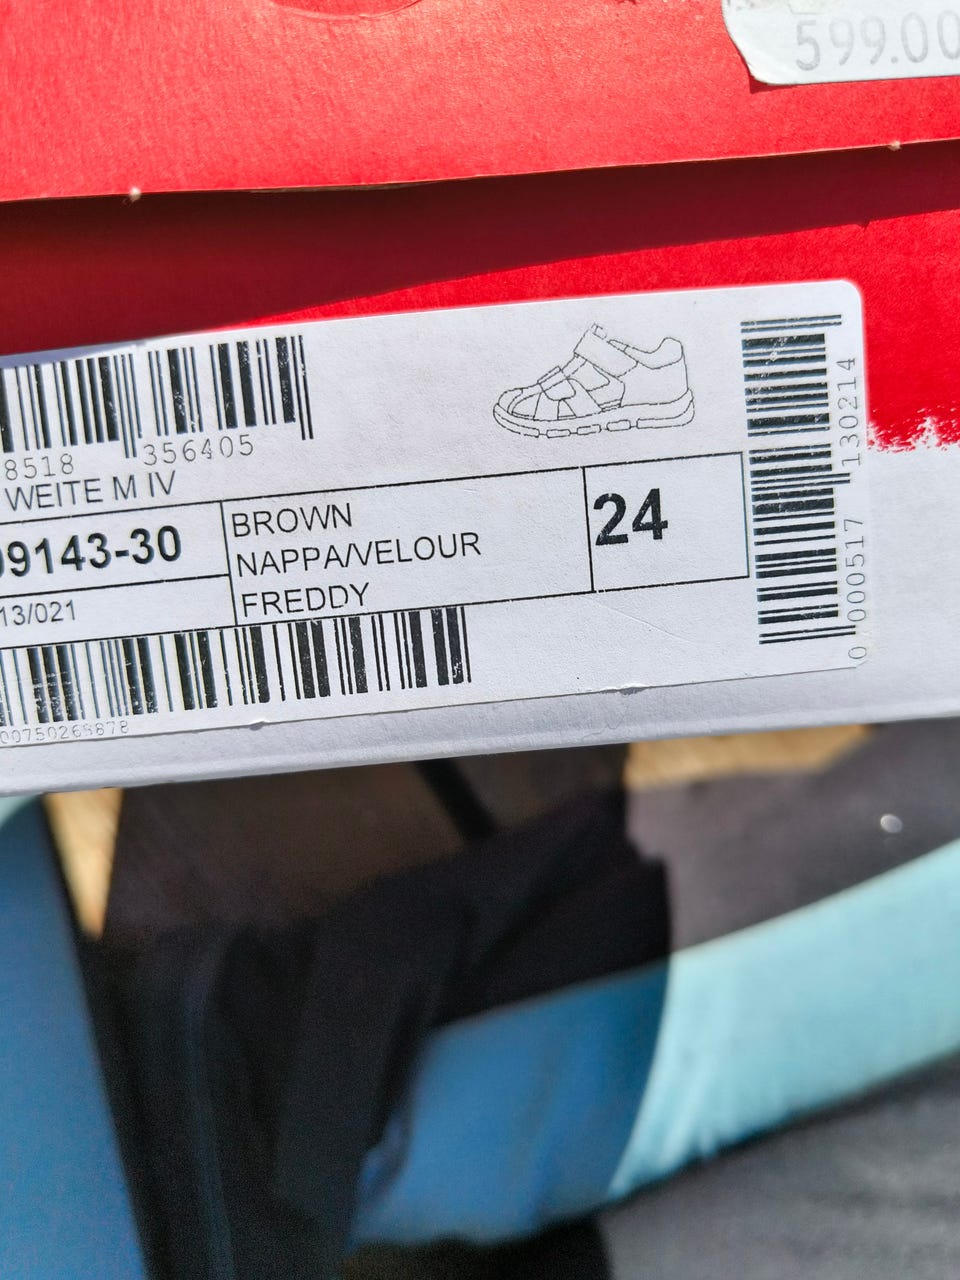 599.00
8518 356405
WEITE M IV
09143-30
BROWN
NAPPA/VELOUR
FREDDY
24
13/021
0 000517 130214